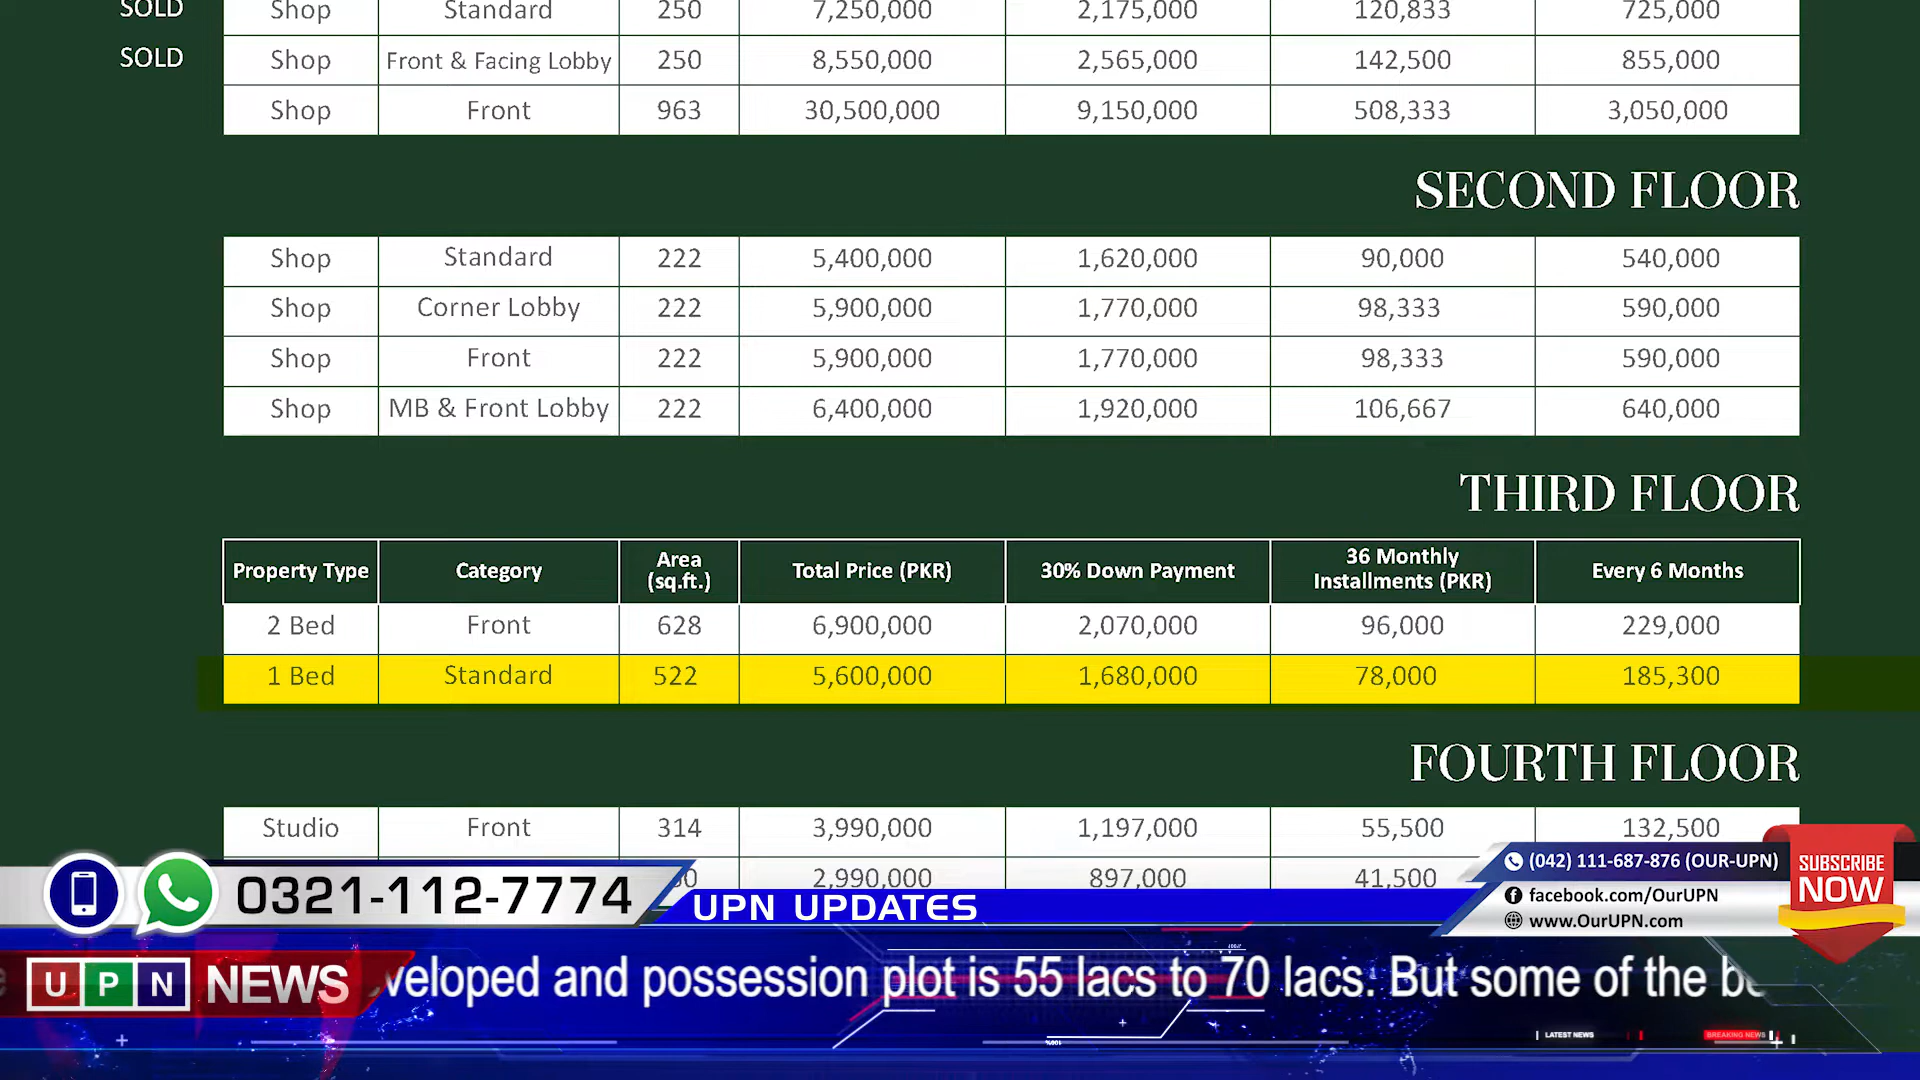 SOLD Shop Standard 250 7,250,000 2,175,000 120,833 725,000
SOLD Shop Front & Facing Lobby 250 8,550,000 2,565,000 142,500 855,000
Shop Front 963 30,500,000 9,150,000 508,333 3,050,000
SECOND FLOOR
Shop Standard 222 5,400,000 1,620,000 90,000 540,000
Shop Corner Lobby 222 5,900,000 1,770,000 98,333 590,000
Shop Front 222 5,900,000 1,770,000 98,333 590,000
Shop MB & Front Lobby 222 6,400,000 1,920,000 106,667 640,000
THIRD FLOOR
Property Type Category Area (sq.ft.) Total Price (PKR) 30% Down Payment 36 Monthly Installments (PKR) Every 6 Months
2 Bed Front 628 6,900,000 2,070,000 96,000 229,000
1 Bed Standard 522 5,600,000 1,680,000 78,000 185,300
FOURTH FLOOR
Studio Front 314 3,990,000 1,197,000 55,500 132,500
2,990,000 897,000 41,500
0321-112-7774
UPN UPDATES
(042) 111-687-876 (OUR-UPN)
facebook.com/OurUPN
www.OurUPN.com
SUBSCRIBE
NOW
UPN NEWS
veloped and possession plot is 55 lacs to 70 lacs. But some of the be
LATEST NEWS
BREAKING NEWS